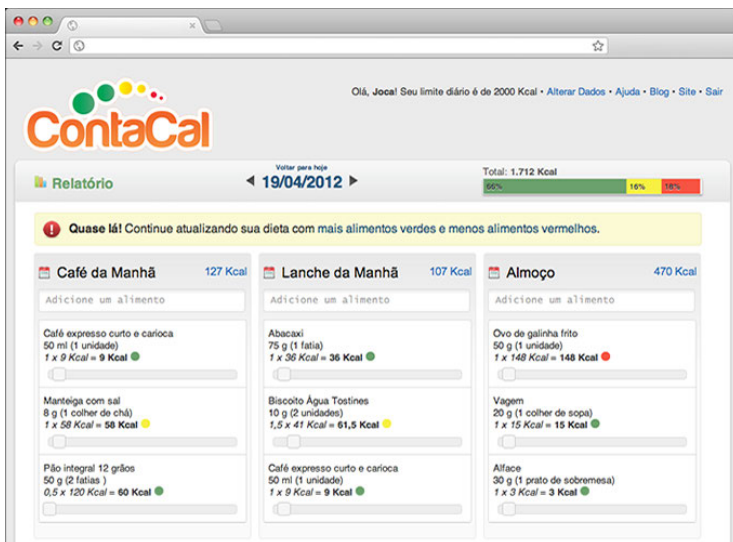 ContaCal
Olá, Joca! Seu limite diário é de 2000 Kcal • Alterar Dados • Ajuda • Blog • Site • Sair
Relatório
Voltar para hoje
19/04/2012
Total: 1.712 Kcal
66% 16% 18%
Quase lá! Continue atualizando sua dieta com mais alimentos verdes e menos alimentos vermelhos.
Café da Manhã 127 Kcal
Adicione um alimento
Café expresso curto e carioca
50 ml (1 unidade)
1 x 9 Kcal = 9 Kcal
Manteiga com sal
8 g (1 colher de chá)
1 x 58 Kcal = 58 Kcal
Pão integral 12 grãos
50 g (2 fatias )
0,5 x 120 Kcal = 60 Kcal
Lanche da Manhã 107 Kcal
Adicione um alimento
Abacaxi
75 g (1 fatia)
1 x 36 Kcal = 36 Kcal
Biscoito Água Tostines
10 g (2 unidades)
1,5 x 41 Kcal = 61,5 Kcal
Café expresso curto e carioca
50 ml (1 unidade)
1 x 9 Kcal = 9 Kcal
Almoço 470 Kcal
Adicione um alimento
Ovo de galinha frito
50 g (1 unidade)
1 x 148 Kcal = 148 Kcal
Vagem
20 g (1 colher de sopa)
1 x 15 Kcal = 15 Kcal
Alface
30 g (1 prato de sobremesa)
1 x 3 Kcal = 3 Kcal